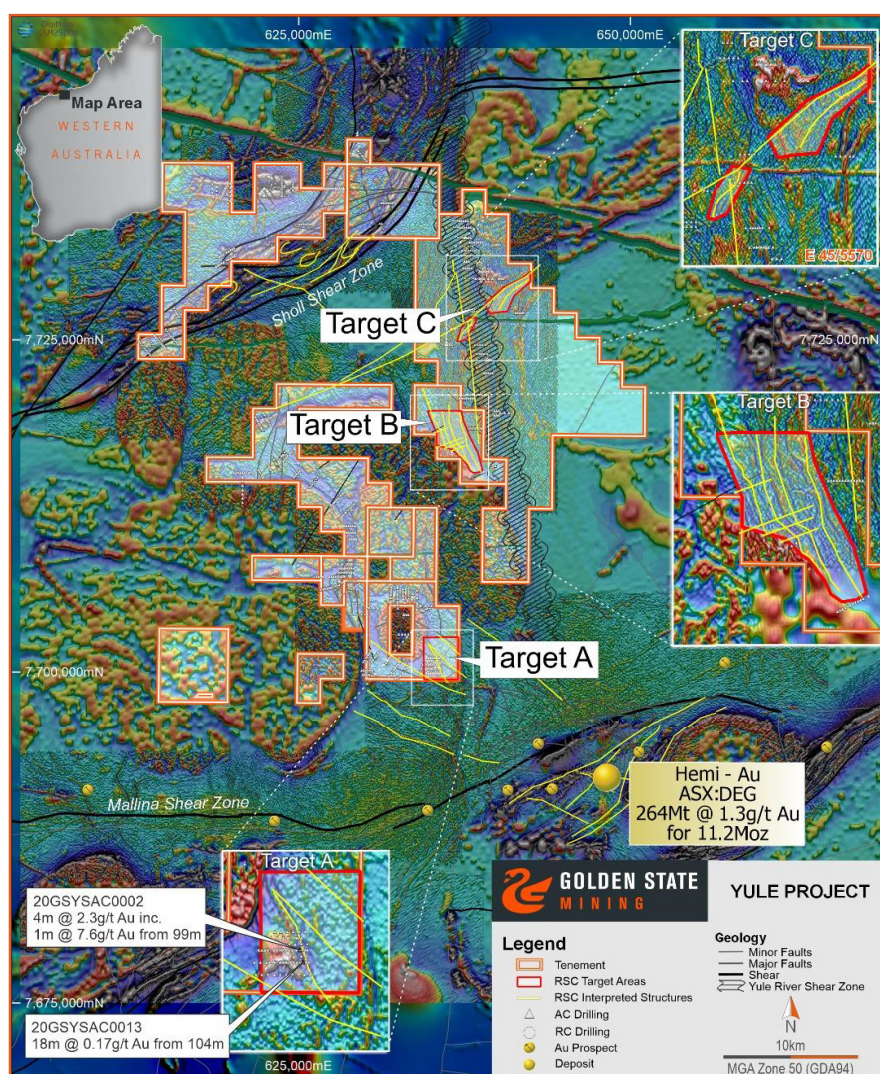 625,000mE
650,000mE
Map Area
WESTERN
AUSTRALIA
Target C
E 45/5570
Sholl Shear Zone
Target C
7,725,000mN
7,725,000mN
Target B
Target B
Target A
7,700,000mN
Hemi - Au
ASX:DEG
264Mt @ 1.3g/t Au
for 11.2Moz
Mallina Shear Zone
Target A
20GSYSAC0002
4m @ 2.3g/t Au inc.
1m @ 7.6g/t Au from 99m
20GSYSAC0013
18m @ 0.17g/t Au from 104m
7,675,000mN
625,000mE
GOLDEN STATE
MINING
YULE PROJECT
Legend
Tenement
RSC Target Areas
RSC Interpreted Structures
AC Drilling
RC Drilling
Au Prospect
Deposit
Geology
Minor Faults
Major Faults
Shear
Yule River Shear Zone
N
10km
MGA Zone 50 (GDA94)